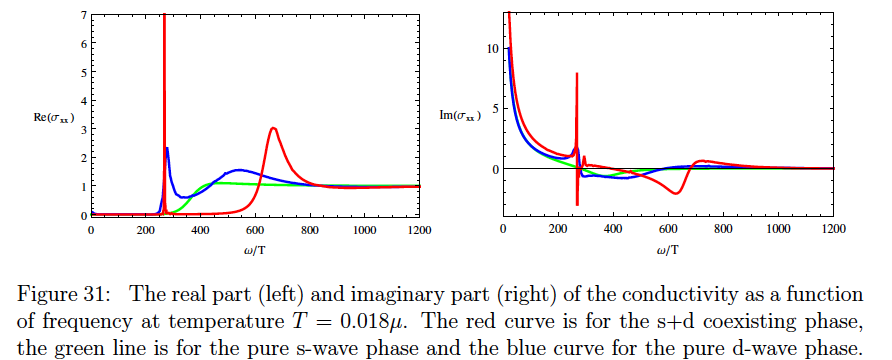 7
6
5
4
3
2
1
0
Re(σxx)
0 200 400 600 800 1000 1200
ω/T
10
5
0
Im(σxx)
0 200 400 600 800 1000 1200
ω/T
Figure 31: The real part (left) and imaginary part (right) of the conductivity as a function
of frequency at temperature T = 0.018μ. The red curve is for the s+d coexisting phase,
the green line is for the pure s-wave phase and the blue curve for the pure d-wave phase.